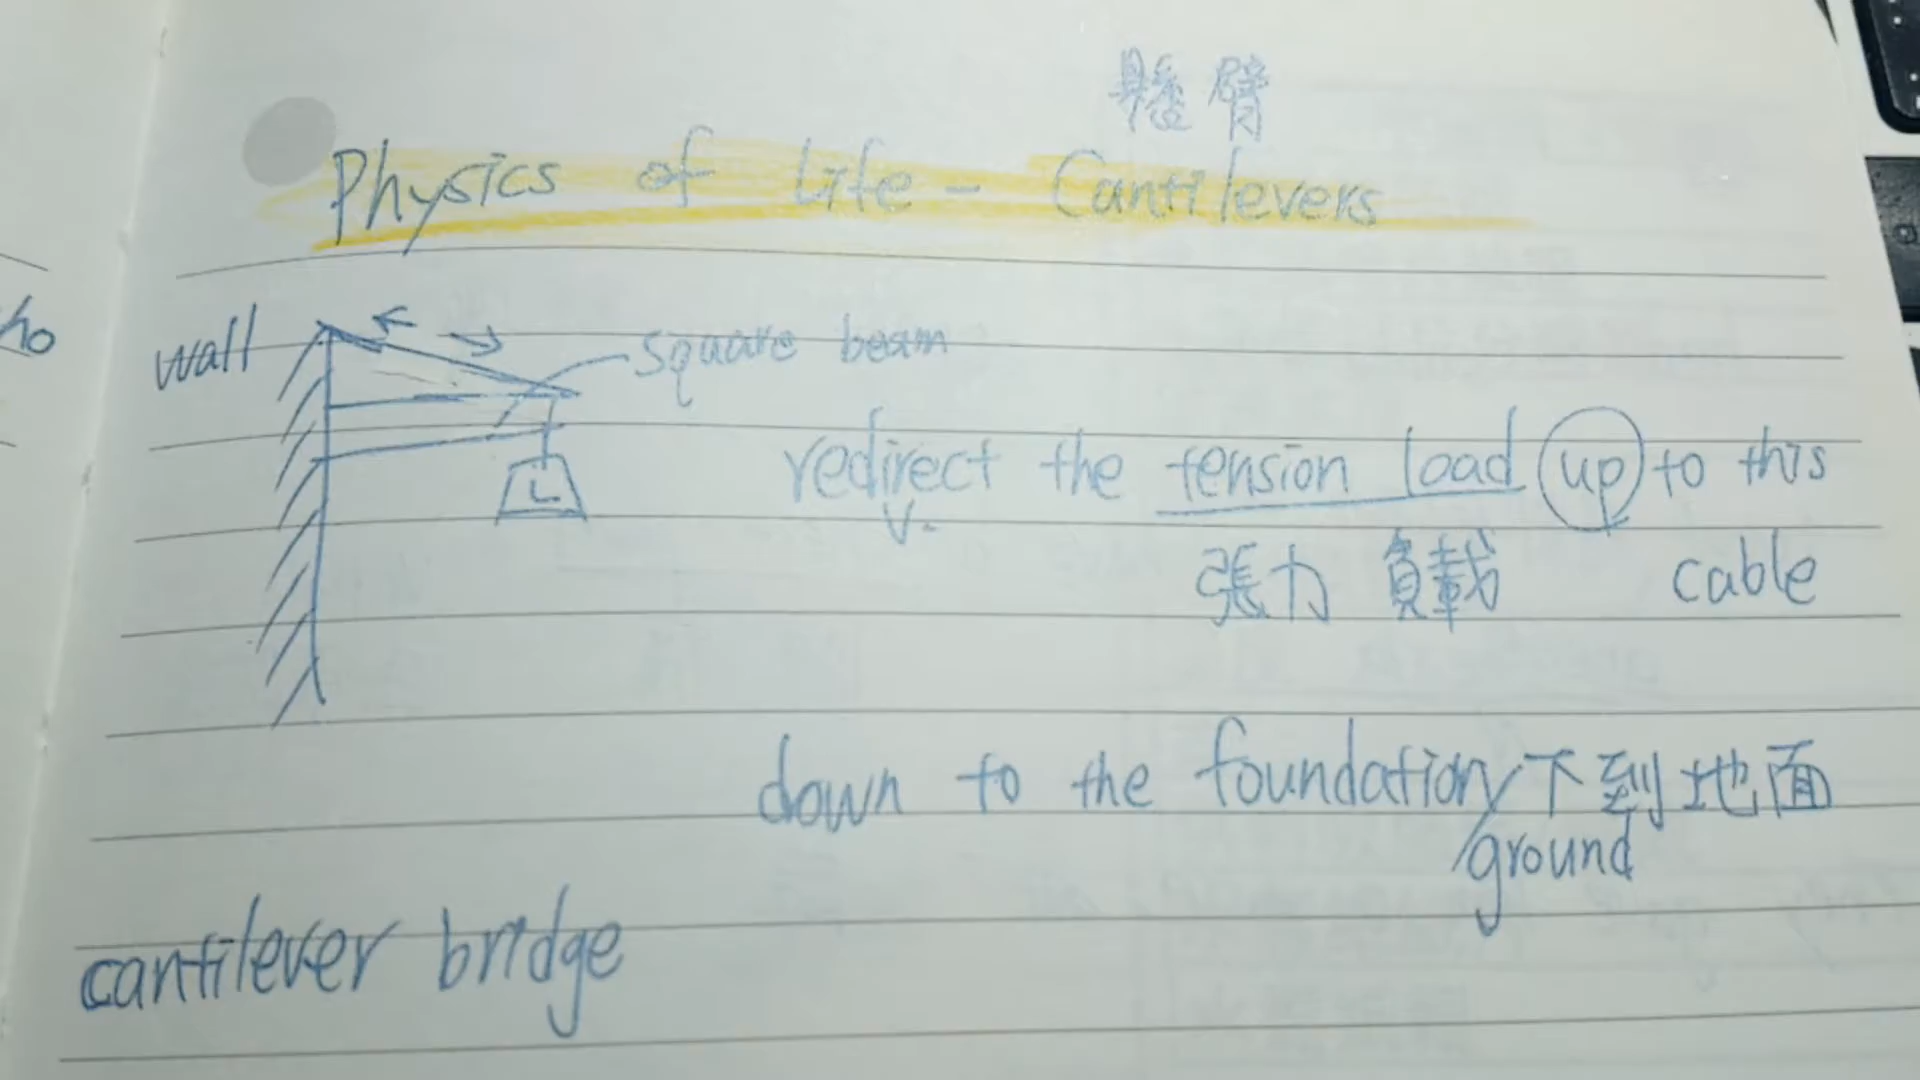 懸臂
Physics of Life - Cantilevers
wall
square beam
L
redirect the tension load up to this
V.
張力 負載 cable
down to the foundation/ 下到地面
ground
cantilever bridge